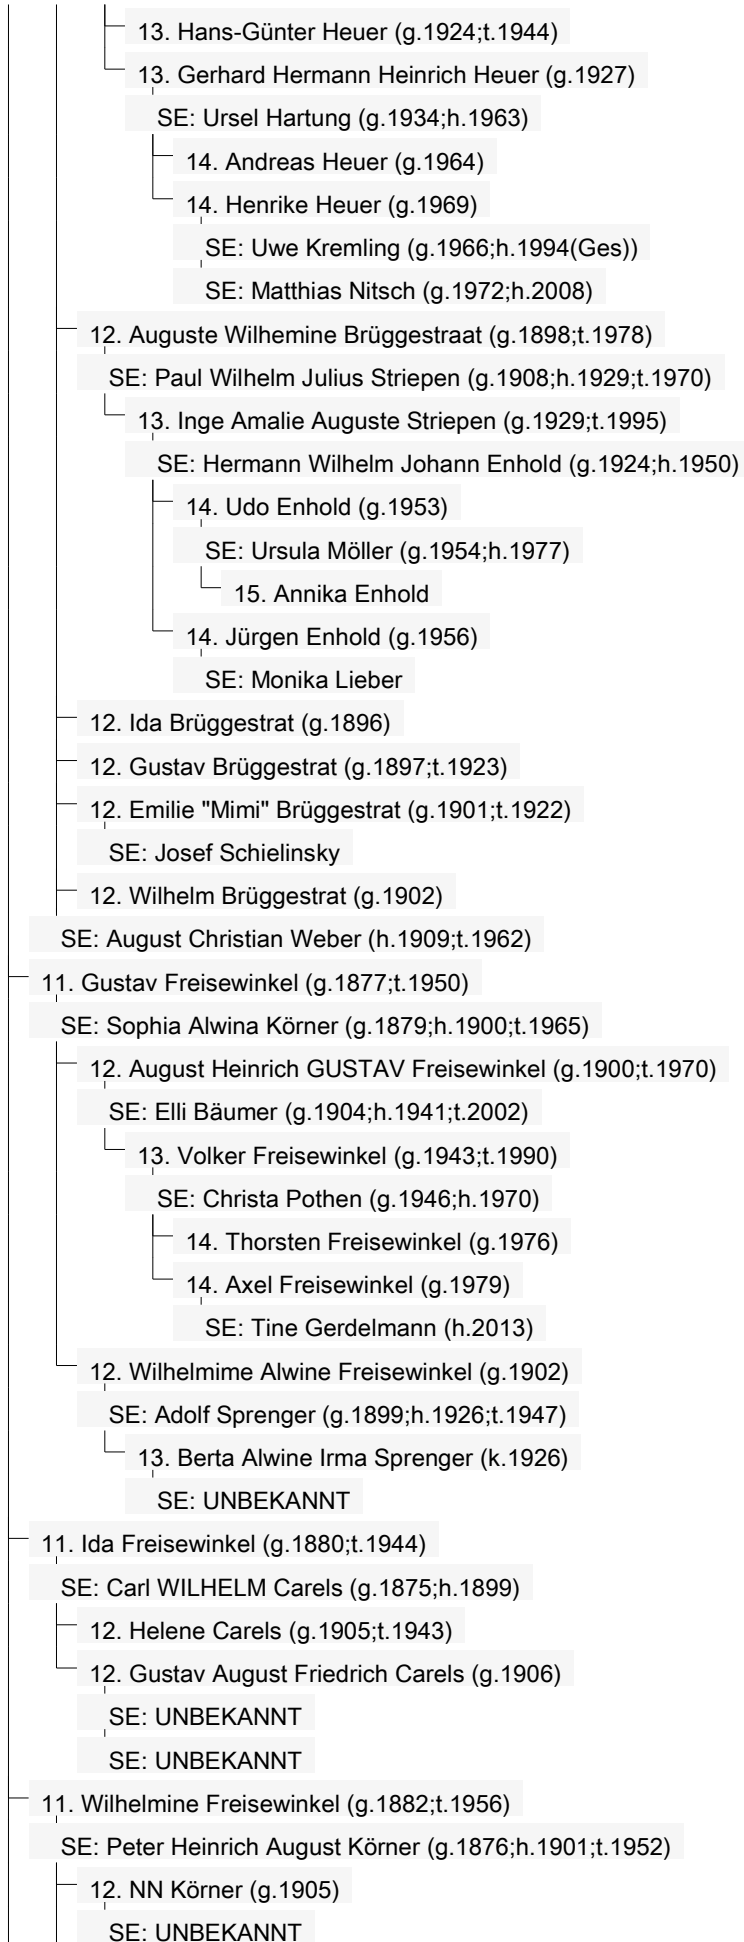 13. Hans-Günter Heuer (g.1924;t.1944)
13. Gerhard Hermann Heinrich Heuer (g.1927)
SE: Ursel Hartung (g.1934;h.1963)
14. Andreas Heuer (g.1964)
14. Henrike Heuer (g.1969)
SE: Uwe Kremling (g.1966;h.1994(Ges))
SE: Matthias Nitsch (g.1972;h.2008)
12. Auguste Wilhemine Brüggestraat (g.1898;t.1978)
SE: Paul Wilhelm Julius Striepen (g.1908;h.1929;t.1970)
13. Inge Amalie Auguste Striepen (g.1929;t.1995)
SE: Hermann Wilhelm Johann Enhold (g.1924;h.1950)
14. Udo Enhold (g.1953)
SE: Ursula Möller (g.1954;h.1977)
15. Annika Enhold
14. Jürgen Enhold (g.1956)
SE: Monika Lieber
12. Ida Brüggestrat (g.1896)
12. Gustav Brüggestrat (g.1897;t.1923)
12. Emilie "Mimi" Brüggestrat (g.1901;t.1922)
SE: Josef Schielinsky
12. Wilhelm Brüggestrat (g.1902)
SE: August Christian Weber (h.1909;t.1962)
11. Gustav Freisewinkel (g.1877;t.1950)
SE: Sophia Alwina Körner (g.1879;h.1900;t.1965)
12. August Heinrich GUSTAV Freisewinkel (g.1900;t.1970)
SE: Elli Bäumer (g.1904;h.1941;t.2002)
13. Volker Freisewinkel (g.1943;t.1990)
SE: Christa Pothen (g.1946;h.1970)
14. Thorsten Freisewinkel (g.1976)
14. Axel Freisewinkel (g.1979)
SE: Tine Gerdelmann (h.2013)
12. Wilhelmime Alwine Freisewinkel (g.1902)
SE: Adolf Sprenger (g.1899;h.1926;t.1947)
13. Berta Alwine Irma Sprenger (k.1926)
SE: UNBEKANNT
11. Ida Freisewinkel (g.1880;t.1944)
SE: Carl WILHELM Carels (g.1875;h.1899)
12. Helene Carels (g.1905;t.1943)
12. Gustav August Friedrich Carels (g.1906)
SE: UNBEKANNT
SE: UNBEKANNT
11. Wilhelmine Freisewinkel (g.1882;t.1956)
SE: Peter Heinrich August Körner (g.1876;h.1901;t.1952)
12. NN Körner (g.1905)
SE: UNBEKANNT